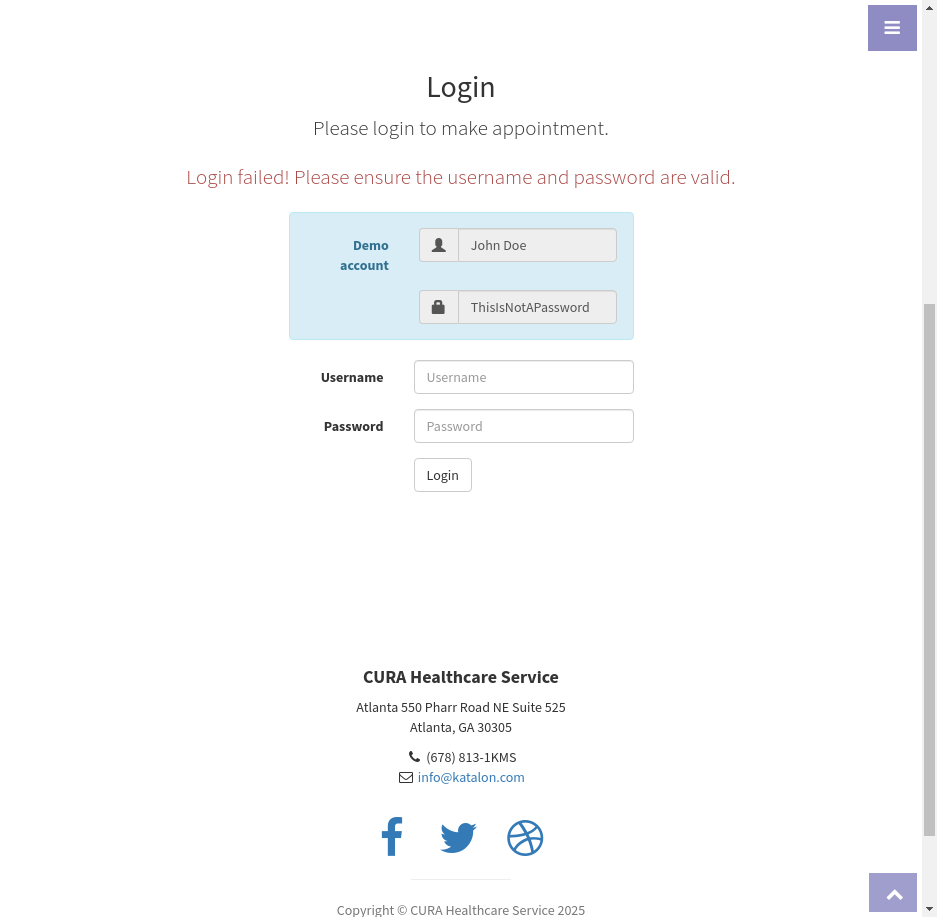 Login
Please login to make appointment.
Login failed! Please ensure the username and password are valid.
Demo account
John Doe
ThisIsNotAPassword
Username
Username
Password
Password
Login
CURA Healthcare Service
Atlanta 550 Pharr Road NE Suite 525
Atlanta, GA 30305
(678) 813-1KMS
info@katalon.com
Copyright © CURA Healthcare Service 2025